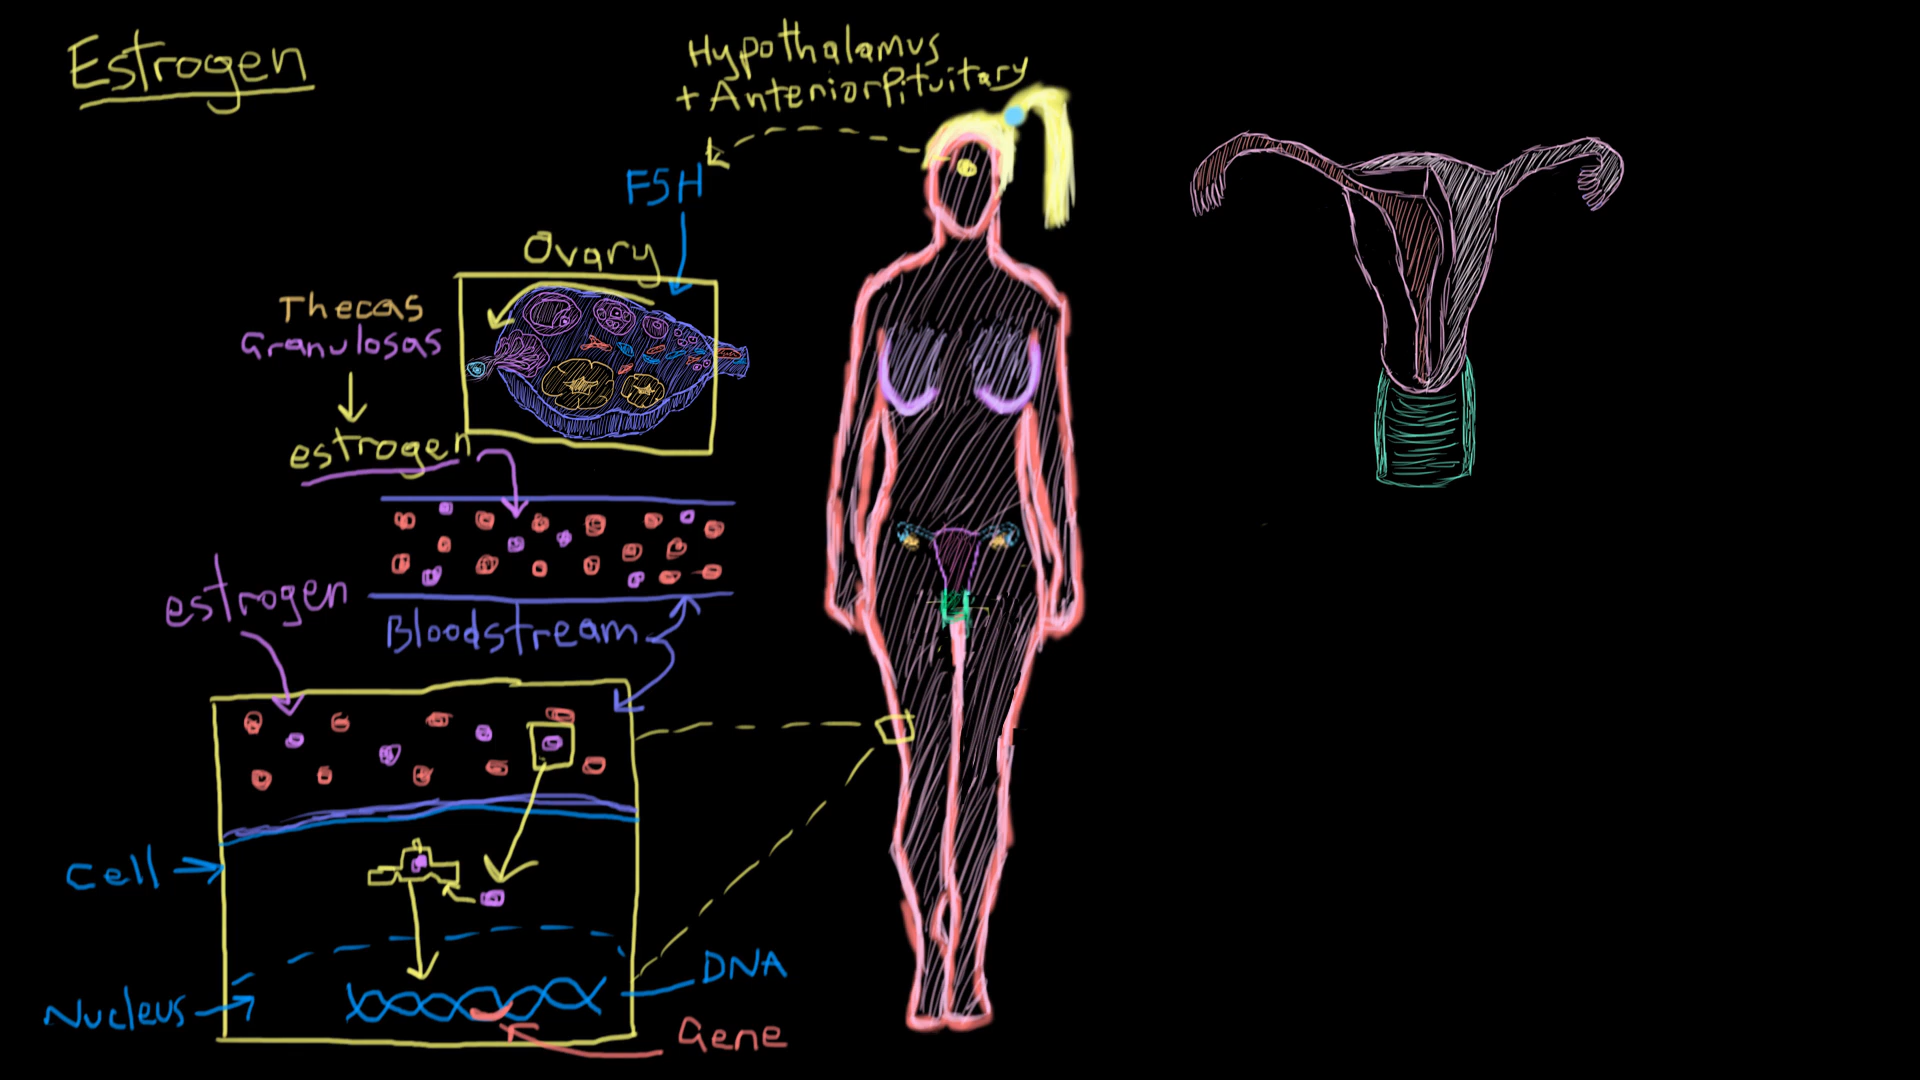 Estrogen
Hypothalamus
+ Anterior Pituitary
FSH
Ovary
Thecas
Granulosas
estrogen
estrogen
Bloodstream
Cell
Nucleus
DNA
Gene